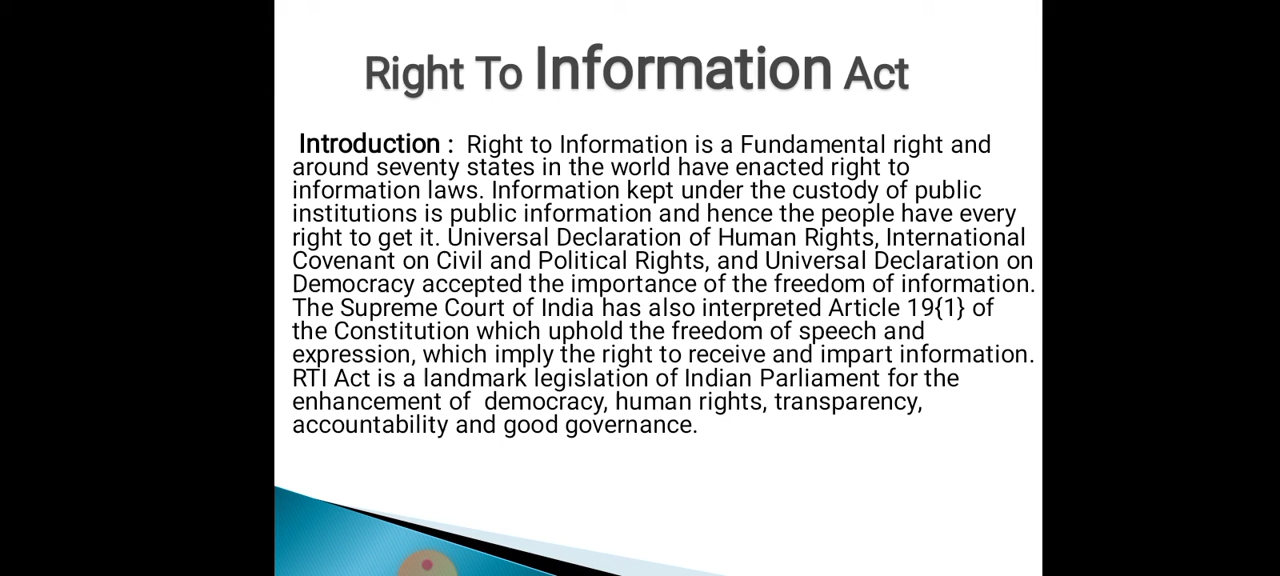 Right To Information Act
Introduction : Right to Information is a Fundamental right and
around seventy states in the world have enacted right to
information laws. Information kept under the custody of public
institutions is public information and hence the people have every
right to get it. Universal Declaration of Human Rights, International
Covenant on Civil and Political Rights, and Universal Declaration on
Democracy accepted the importance of the freedom of information.
The Supreme Court of India has also interpreted Article 19{1} of
the Constitution which uphold the freedom of speech and
expression, which imply the right to receive and impart information.
RTI Act is a landmark legislation of Indian Parliament for the
enhancement of democracy, human rights, transparency,
accountability and good governance.